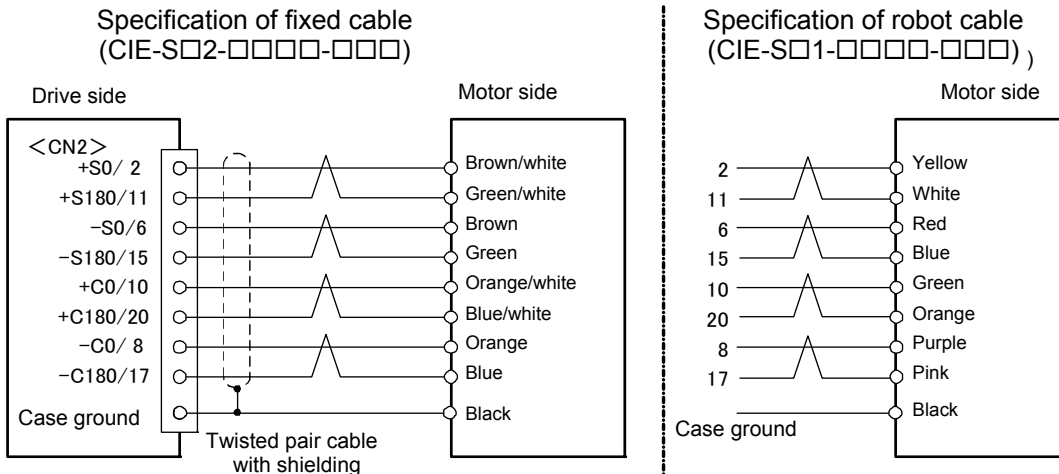 Specification of fixed cable
(CIE-S□2-□□□□-□□□)
Drive side
Motor side
<CN2>
+S0/ 2
+S180/11
−S0/6
−S180/15
+C0/10
+C180/20
−C0/ 8
−C180/17
Case ground
Brown/white
Green/white
Brown
Green
Orange/white
Blue/white
Orange
Blue
Black
Twisted pair cable
with shielding
Specification of robot cable
(CIE-S□1-□□□□-□□□) )
Motor side
2
11
6
15
10
20
8
17
Case ground
Yellow
White
Red
Blue
Green
Orange
Purple
Pink
Black